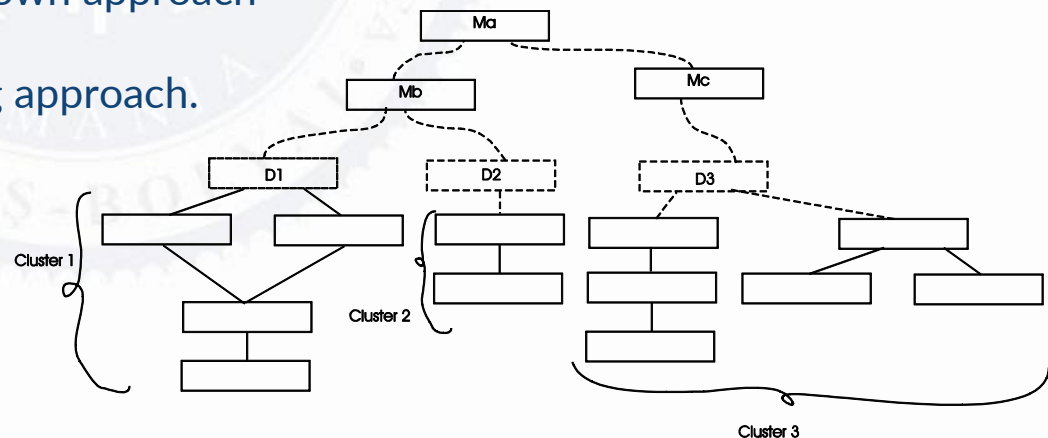 own approach
approach.
Ma
Mb
Mc
D1
D2
D3
Cluster 1
Cluster 2
Cluster 3